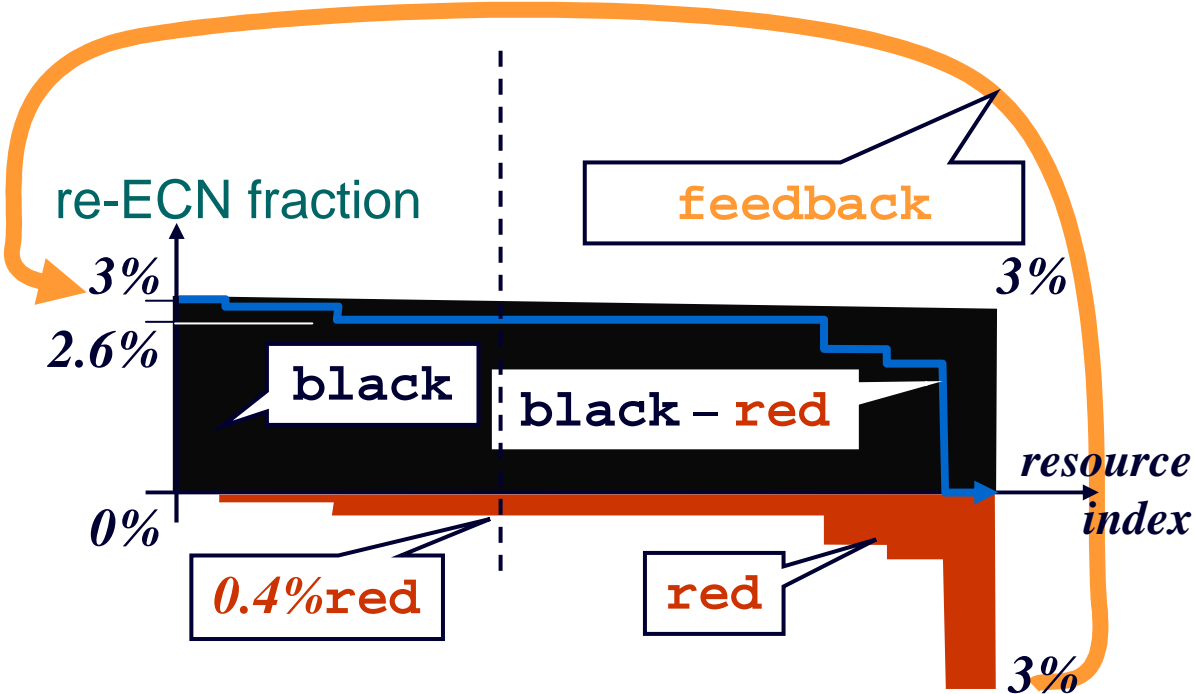 feedback
re-ECN fraction
3%
3%
2.6%
black
black – red
resource
index
0%
0.4%red
red
3%